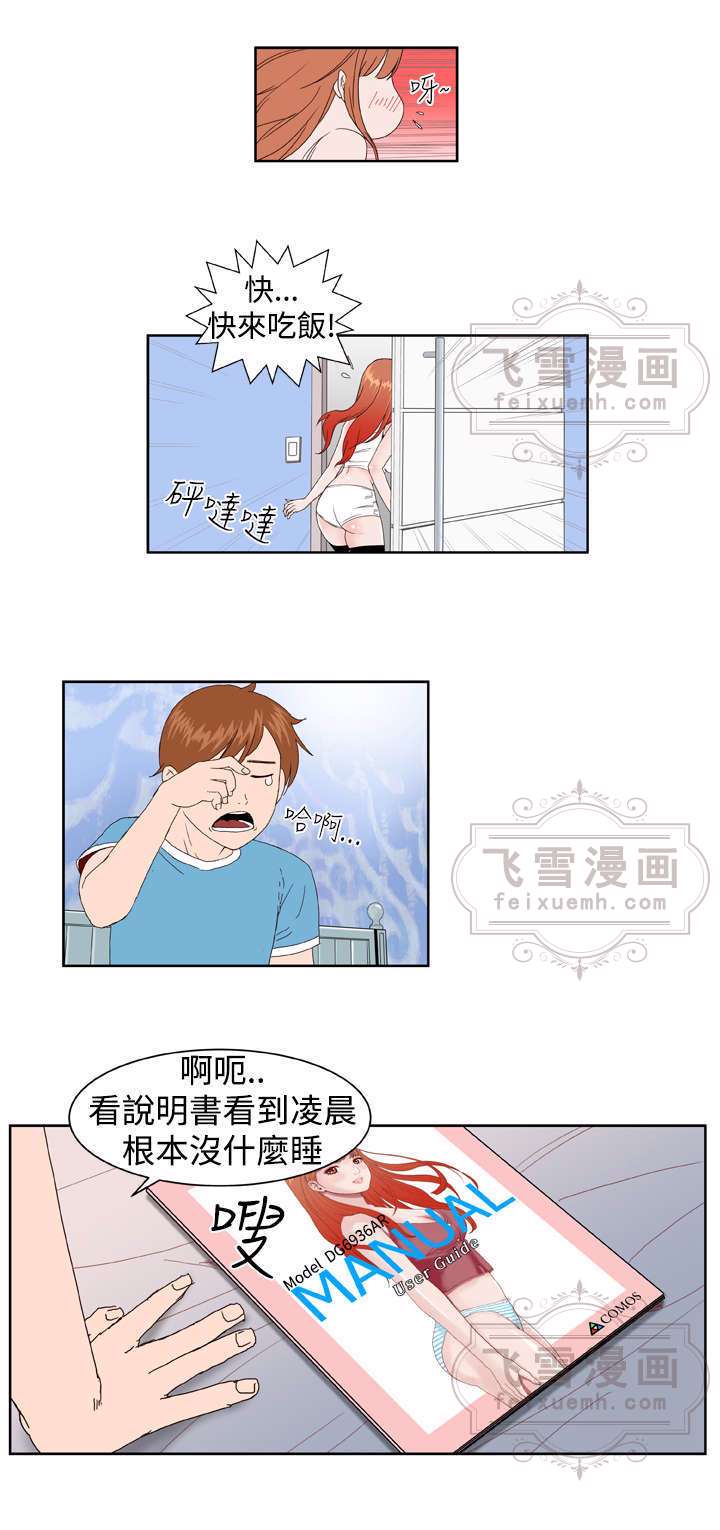 呀~
快...
快來吃飯!
飞雪漫画
feixuemh.com
砰噠噠
哈啊...
飞雪漫画
feixuemh.com
啊呃..
看說明書看到凌晨
根本沒什麼睡
嗖
Model DG6936AR
MANUAL
User Guide
COMOS
飞雪漫画
feixuemh.com